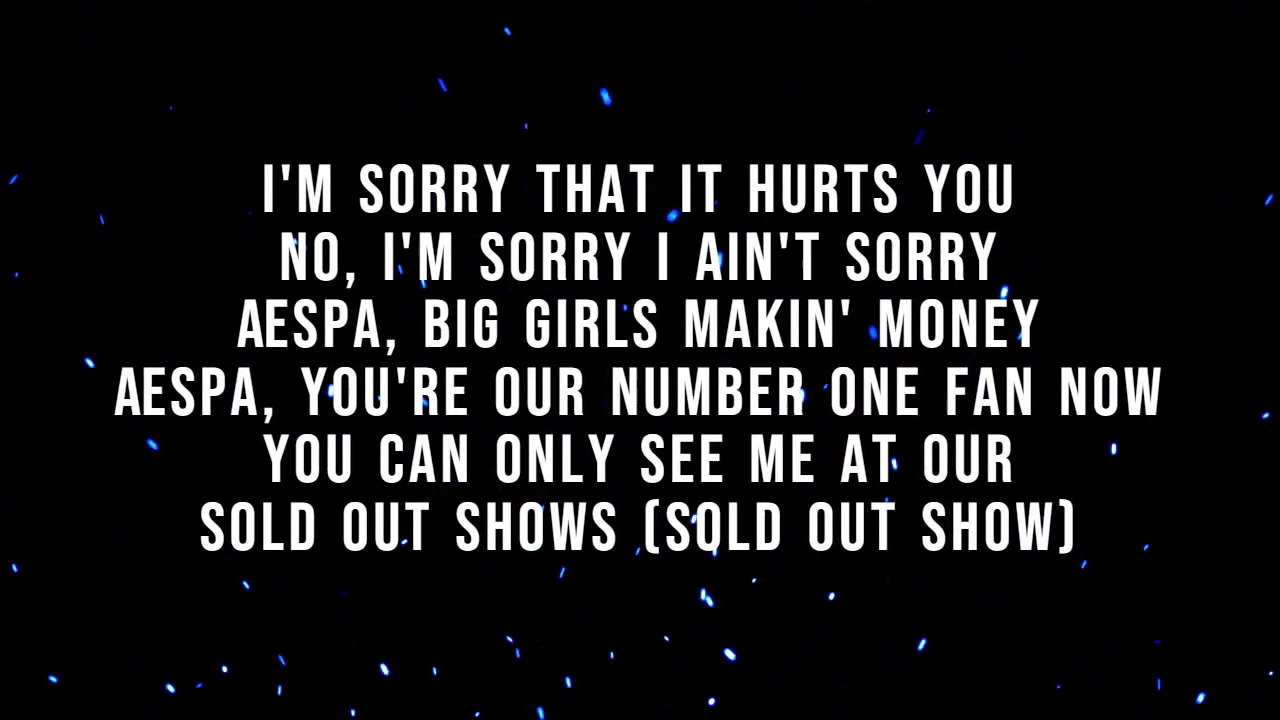 I'M SORRY THAT IT HURTS YOU
NO, I'M SORRY I AIN'T SORRY
AESPA, BIG GIRLS MAKIN' MONEY
AESPA, YOU'RE OUR NUMBER ONE FAN NOW
YOU CAN ONLY SEE ME AT OUR
SOLD OUT SHOWS (SOLD OUT SHOW)